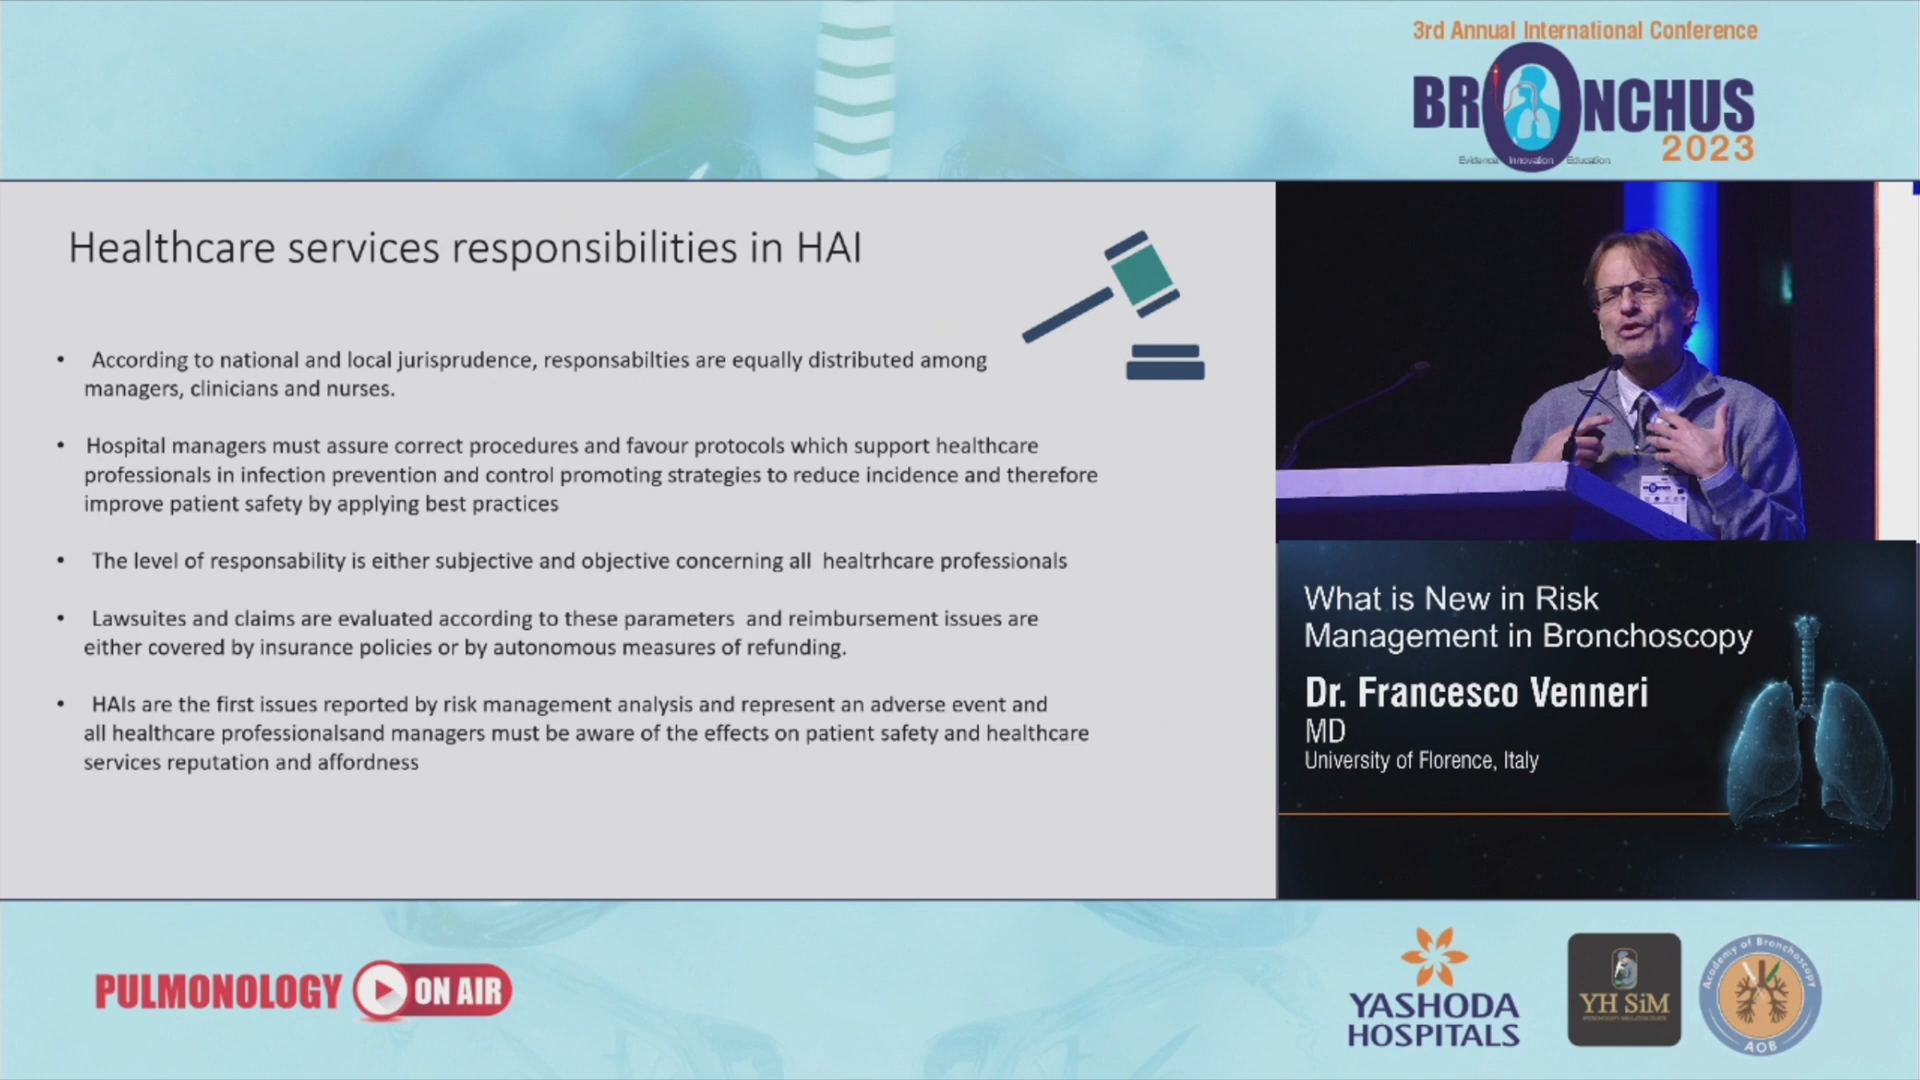 3rd Annual International Conference
BRONCHUS
2023
Evidence Innovation Education
Healthcare services responsibilities in HAI
• According to national and local jurisprudence, responsabilties are equally distributed among
managers, clinicians and nurses.
• Hospital managers must assure correct procedures and favour protocols which support healthcare
professionals in infection prevention and control promoting strategies to reduce incidence and therefore
improve patient safety by applying best practices
• The level of responsability is either subjective and objective concerning all healtrhcare professionals
• Lawsuites and claims are evaluated according to these parameters and reimbursement issues are
either covered by insurance policies or by autonomous measures of refunding.
• HAIs are the first issues reported by risk management analysis and represent an adverse event and
all healthcare professionalsand managers must be aware of the effects on patient safety and healthcare
services reputation and affordness
What is New in Risk
Management in Bronchoscopy
Dr. Francesco Venneri
MD
University of Florence, Italy
PULMONOLOGY ON AIR
YASHODA
HOSPITALS
YH SiM
Academy of Bronchoscopy
AOB